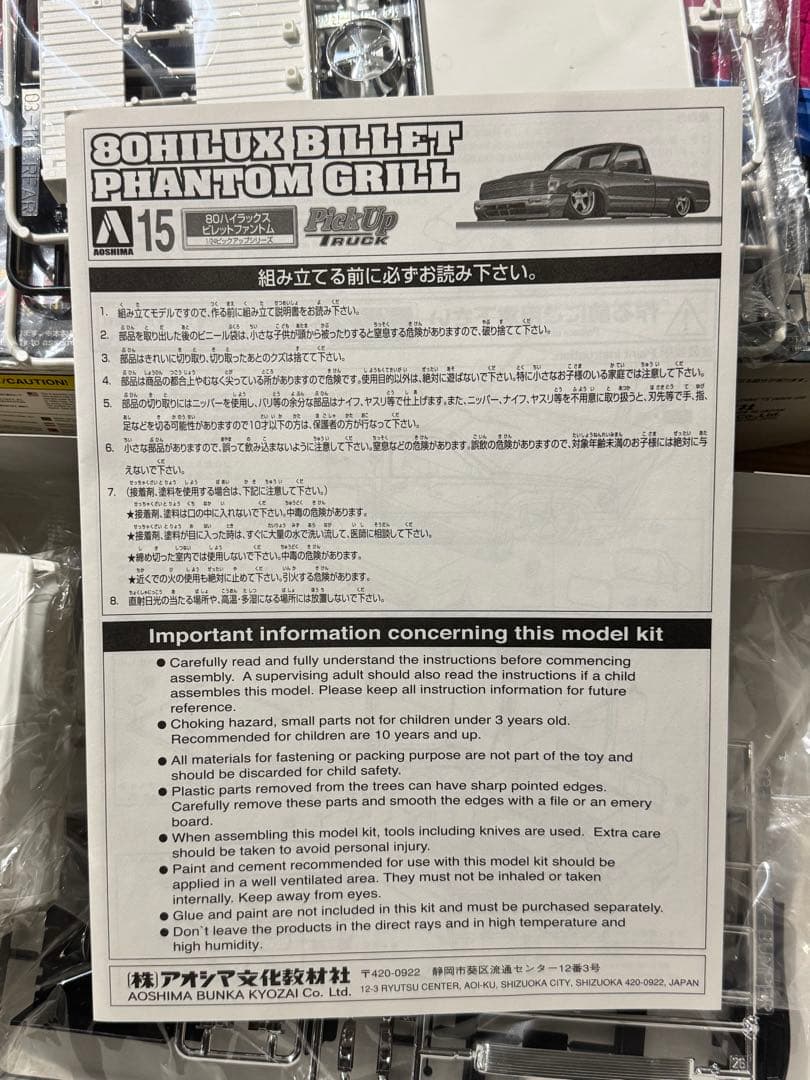 80HILUX BILLET
PHANTOM GRILL
AOSHIMA
15
80ハイラックス
ビレットファントム
1/24ピックアップシリーズ
Pick Up
TRUCK
組み立てる前に必ずお読み下さい。
1. 組み立てモデルですので、作る前に組み立て説明書をお読み下さい。
2. 部品を取り出した後のビニール袋は、小さな子供が頭から被ったりすると窒息する危険がありますので、破り捨てて下さい。
3. 部品はきれいに切り取り、切り取ったあとのクズは捨てて下さい。
4. 部品は商品の都合上やむなく尖っている所がありますので危険です。使用目的以外は、絶対に遊ばないで下さい。特に小さなお子様のいる家庭では注意して下さい。
5. 部品の切り取りにはニッパーを使用し、バリ等の余分な部品はナイフ、ヤスリ等で仕上げます。また、ニッパー、ナイフ、ヤスリ等を不用意に取り扱うと、刃先等で手、指、
足などを切る可能性がありますので10才以下の方は、保護者の方が行なって下さい。
6. 小さな部品がありますので、誤って飲み込まないように注意して下さい。窒息などの危険があります。誤飲の危険がありますので、対象年齢未満のお子様には絶対に与
えないで下さい。
7. (接着剤、塗料を使用する場合は、下記に注意して下さい。)
★接着剤、塗料は口の中に入れないで下さい。中毒の危険があります。
★接着剤、塗料が目に入った時は、すぐに大量の水で洗い流して、医師に相談して下さい。
★締め切った室内では使用しないで下さい。中毒の危険があります。
★近くでの火の使用も絶対に止めて下さい。引火する危険があります。
8. 直射日光の当たる場所や、高温・多湿になる場所には放置しないで下さい。
Important information concerning this model kit
● Carefully read and fully understand the instructions before commencing
assembly. A supervising adult should also read the instructions if a child
assembles this model. Please keep all instruction information for future
reference.
● Choking hazard, small parts not for children under 3 years old.
Recommended for children are 10 years and up.
● All materials for fastening or packing purpose are not part of the toy and
should be discarded for child safety.
● Plastic parts removed from the trees can have sharp pointed edges.
Carefully remove these parts and smooth the edges with a file or an emery
board.
● When assembling this model kit, tools including knives are used. Extra care
should be taken to avoid personal injury.
● Paint and cement recommended for use with this model kit should be
applied in a well ventilated area. They must not be inhaled or taken
internally. Keep away from eyes.
● Glue and paint are not included in this kit and must be purchased separately.
● Don`t leave the products in the direct rays and in high temperature and
high humidity.
(株)アオシマ文化教材社 〒420-0922 静岡市葵区流通センター12番3号
AOSHIMA BUNKA KYOZAI Co. Ltd. 12-3 RYUTSU CENTER, AOI-KU, SHIZUOKA CITY, SHIZUOKA 420-0922, JAPAN
CAUTION!
26